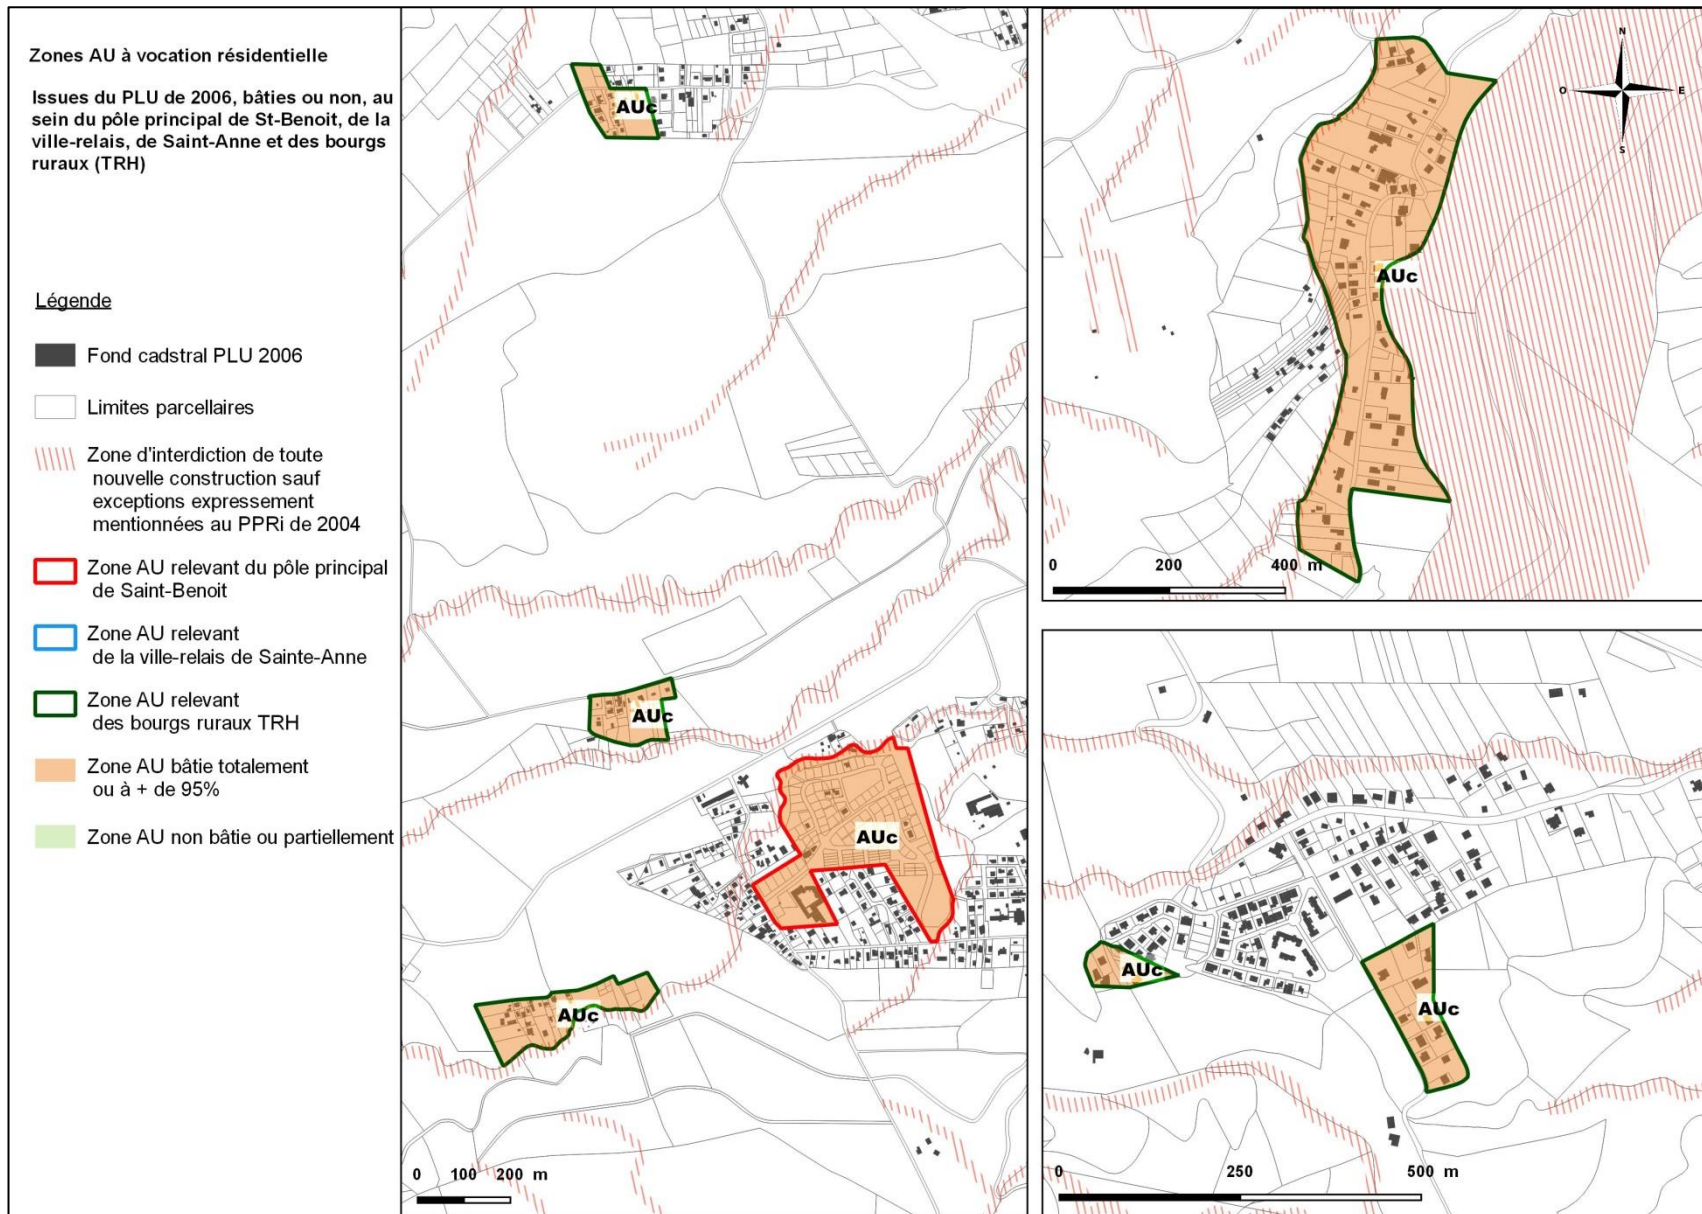 Zones AU à vocation résidentielle
Issues du PLU de 2006, bâties ou non, au
sein du pôle principal de St-Benoit, de la
ville-relais, de Saint-Anne et des bourgs
ruraux (TRH)
Légende
Fond cadstral PLU 2006
Limites parcellaires
Zone d'interdiction de toute
nouvelle construction sauf
exceptions expressement
mentionnées au PPRi de 2004
Zone AU relevant du pôle principal
de Saint-Benoit
Zone AU relevant
de la ville-relais de Sainte-Anne
Zone AU relevant
des bourgs ruraux TRH
Zone AU bâtie totalement
ou à + de 95%
Zone AU non bâtie ou partiellement
AUc
AUc
AUc
AUc
0 100 200 m
N
O E
S
AUc
0 200 400 m
AUc
AUc
0 250 500 m